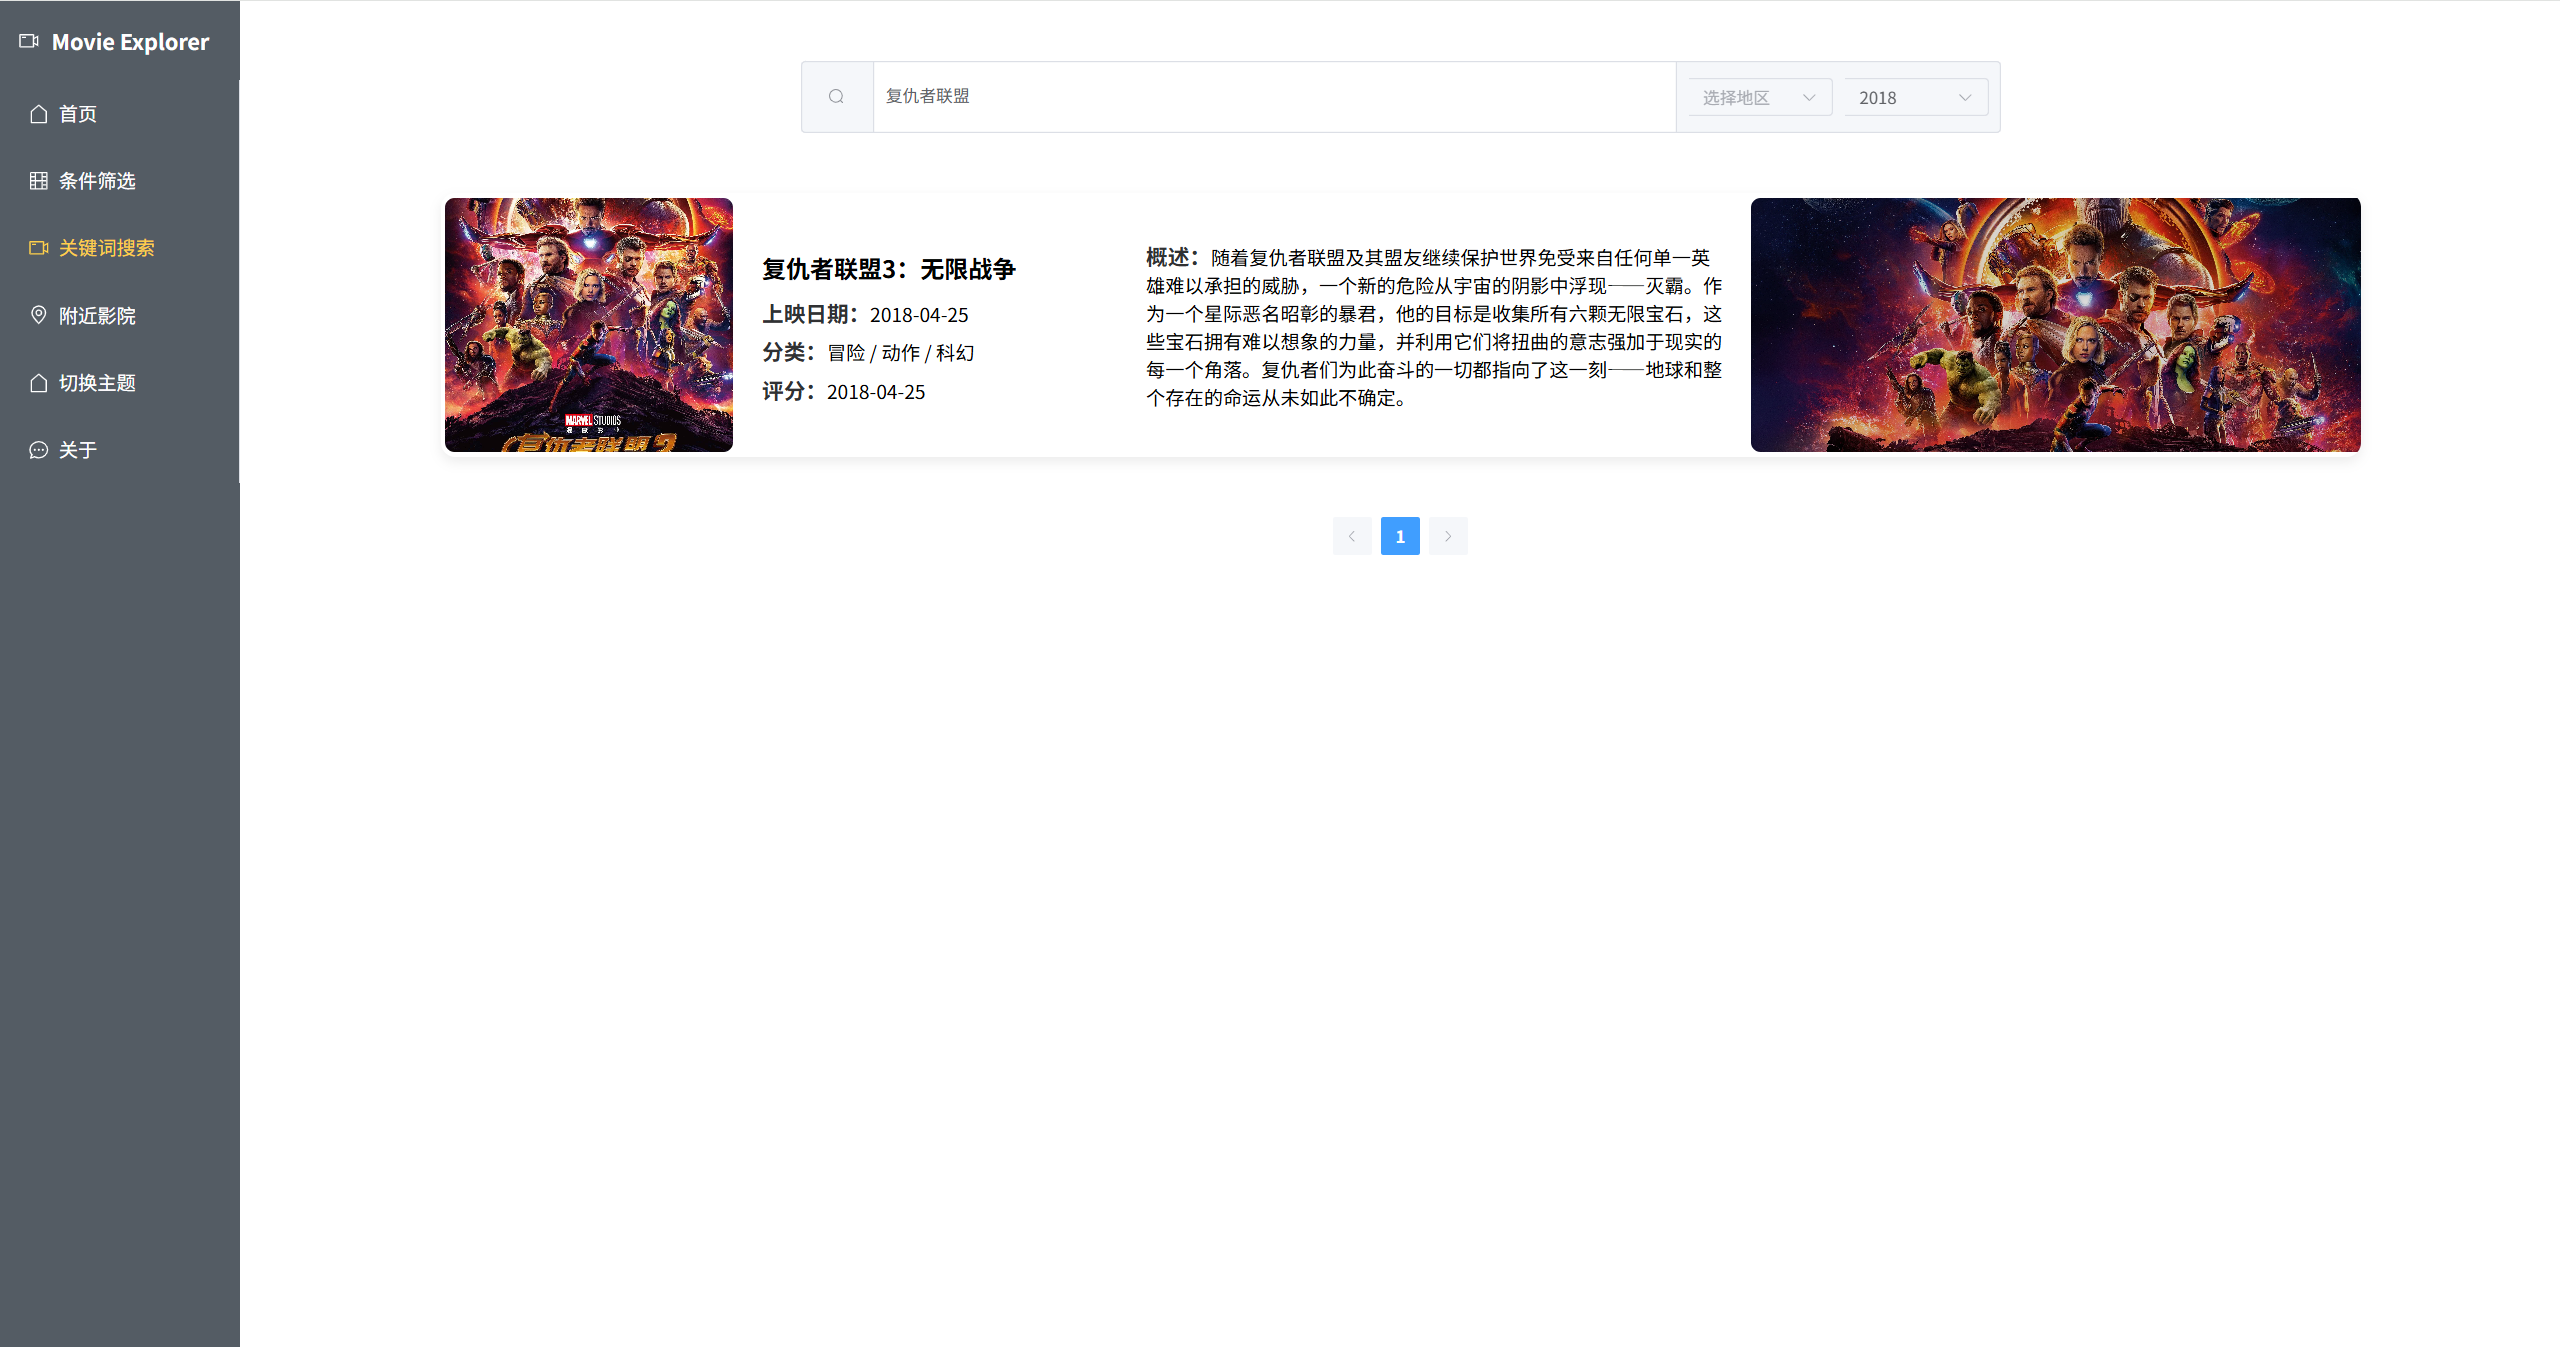 Movie Explorer
首页
条件筛选
关键词搜索
附近影院
切换主题
关于
复仇者联盟
选择地区
2018
MARVEL STUDIOS
复仇者联盟3：无限战争
上映日期：2018-04-25
分类：冒险 / 动作 / 科幻
评分：2018-04-25
概述：随着复仇者联盟及其盟友继续保护世界免受来自任何单一英
雄难以承担的威胁，一个新的危险从宇宙的阴影中浮现——灭霸。作
为一个星际恶名昭彰的暴君，他的目标是收集所有六颗无限宝石，这
些宝石拥有难以想象的力量，并利用它们将扭曲的意志强加于现实的
每一个角落。复仇者们为此奋斗的一切都指向了这一刻——地球和整
个存在的命运从未如此不确定。
1